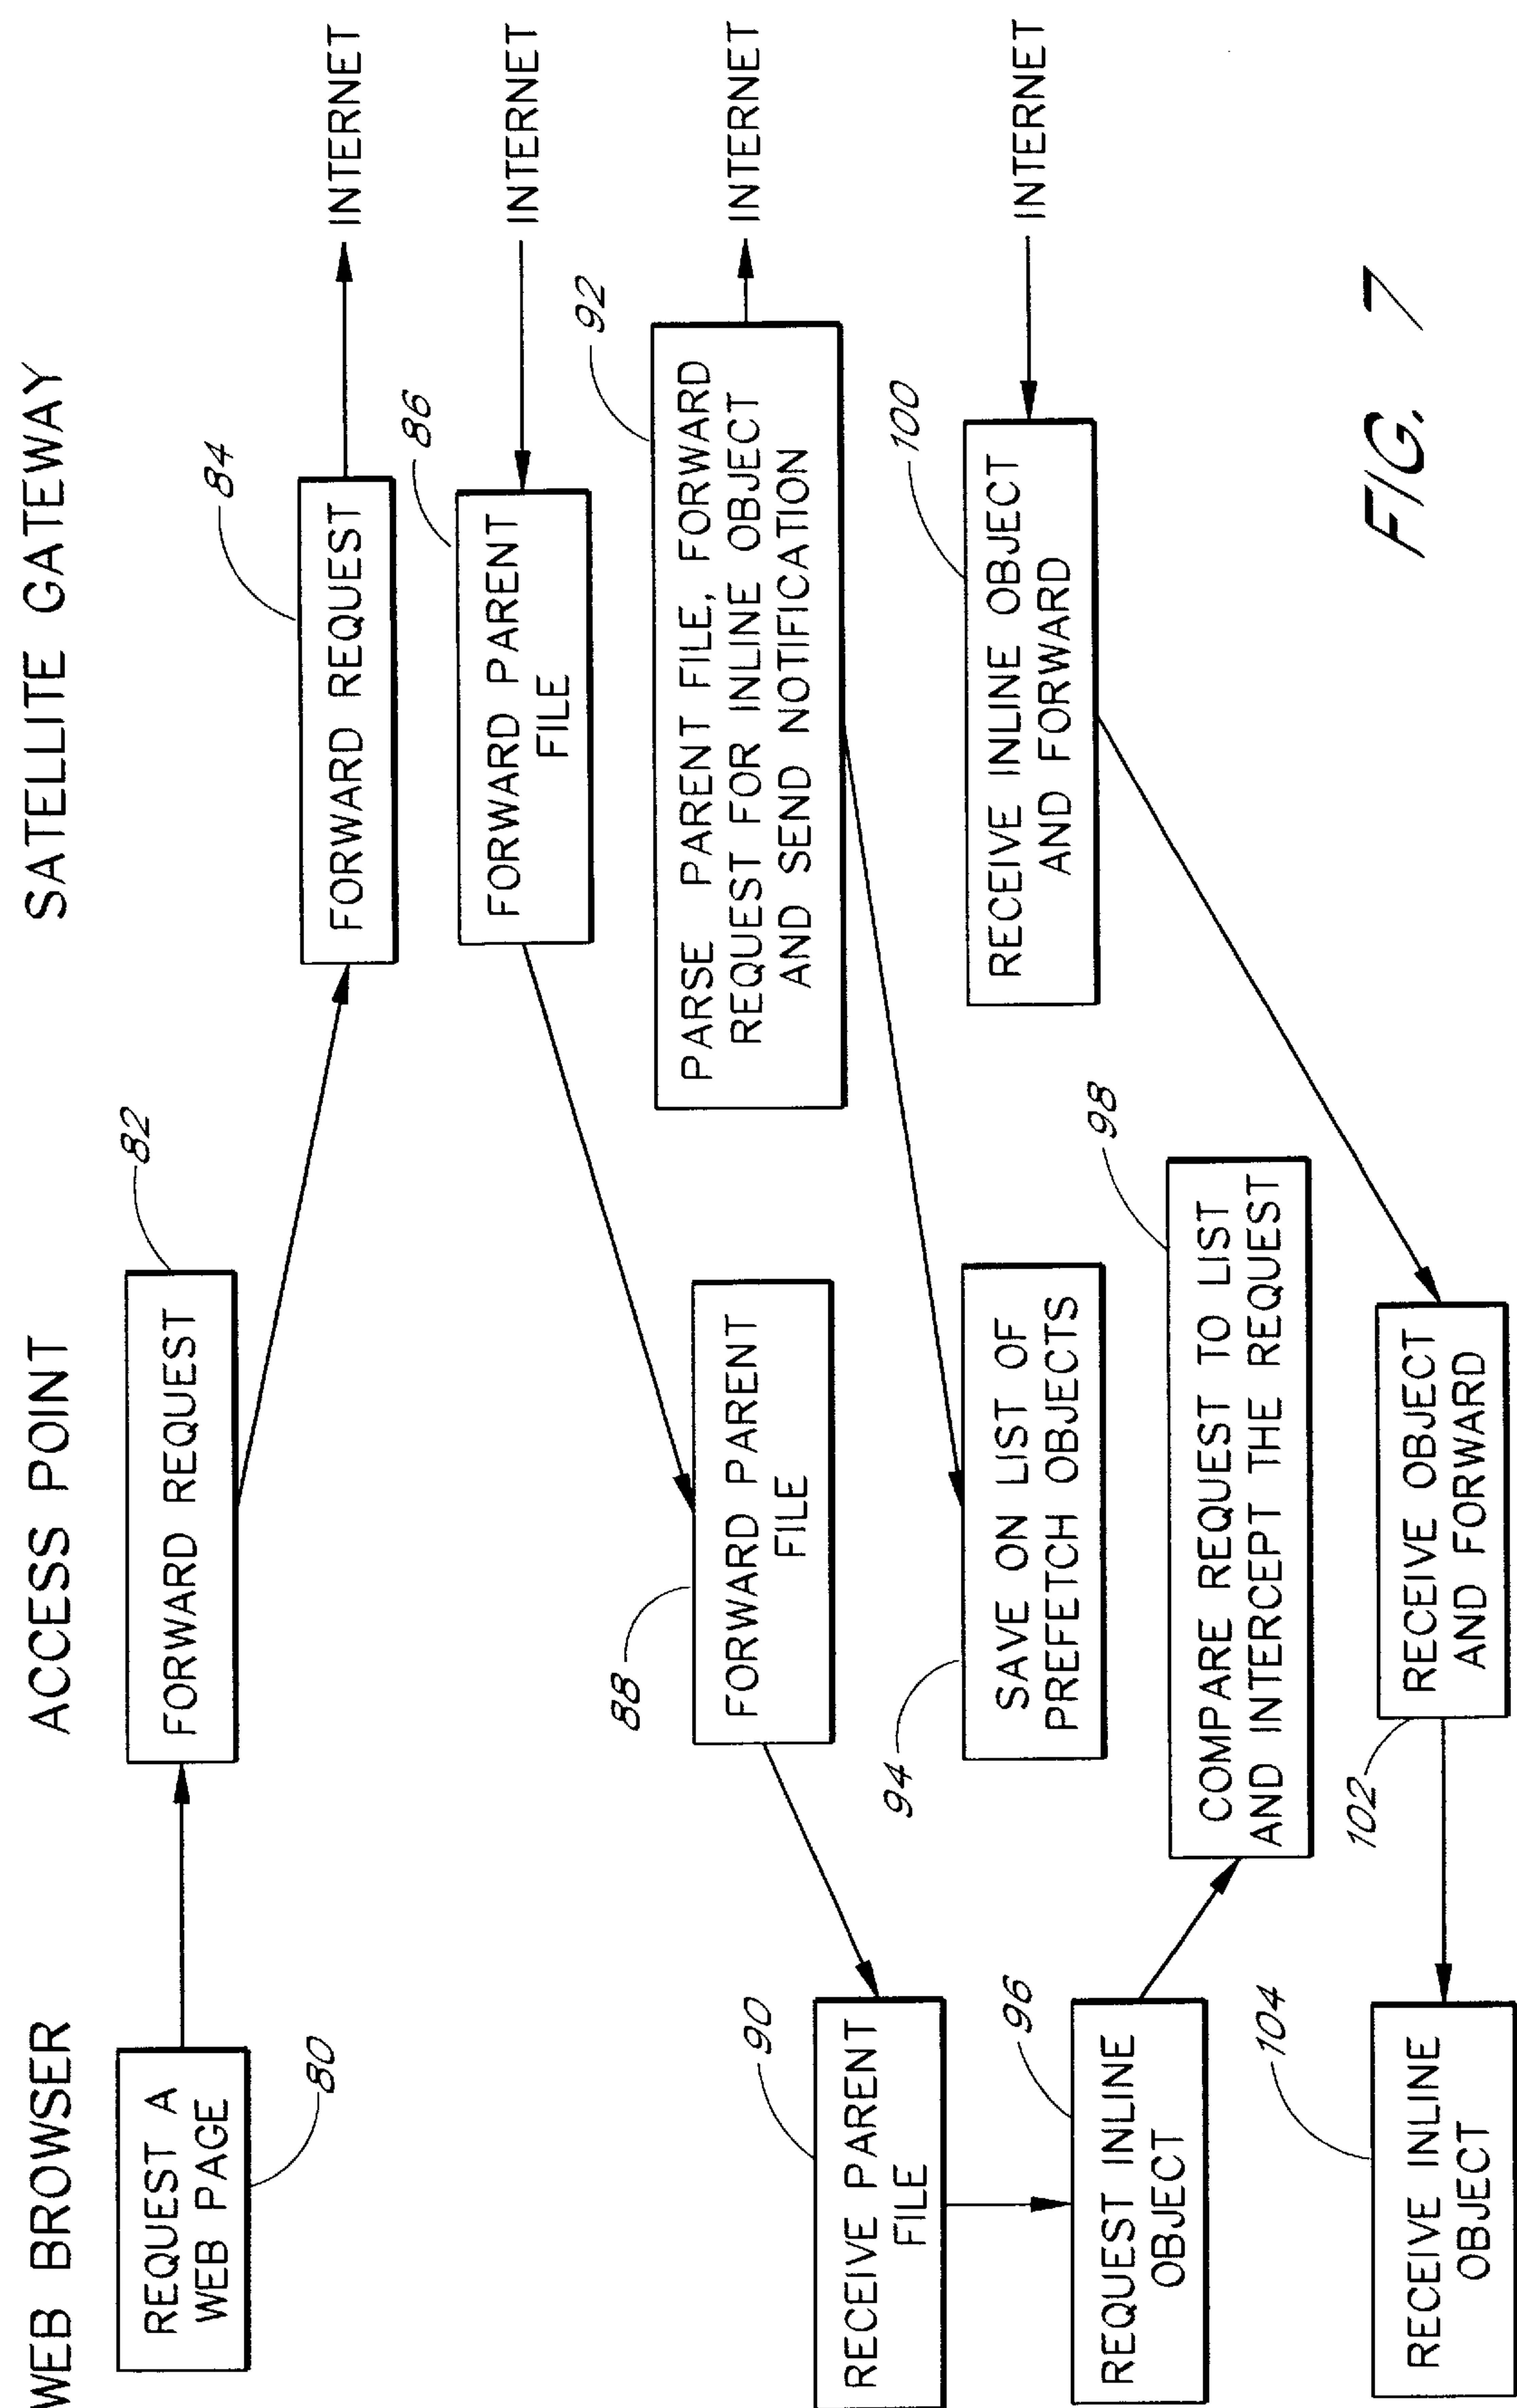 WEB BROWSER
ACCESS POINT
SATELLITE GATEWAY
REQUEST A
WEB PAGE
80
FORWARD REQUEST
82
FORWARD REQUEST
84
INTERNET
FORWARD PARENT
FILE
86
INTERNET
FORWARD PARENT
FILE
88
RECEIVE PARENT
FILE
90
PARSE PARENT FILE, FORWARD
REQUEST FOR INLINE OBJECT
AND SEND NOTIFICATION
92
INTERNET
SAVE ON LIST OF
PREFETCH OBJECTS
94
REQUEST INLINE
OBJECT
96
COMPARE REQUEST TO LIST
AND INTERCEPT THE REQUEST
98
RECEIVE INLINE OBJECT
AND FORWARD
100
INTERNET
RECEIVE OBJECT
AND FORWARD
102
RECEIVE INLINE
OBJECT
104
FIG. 7